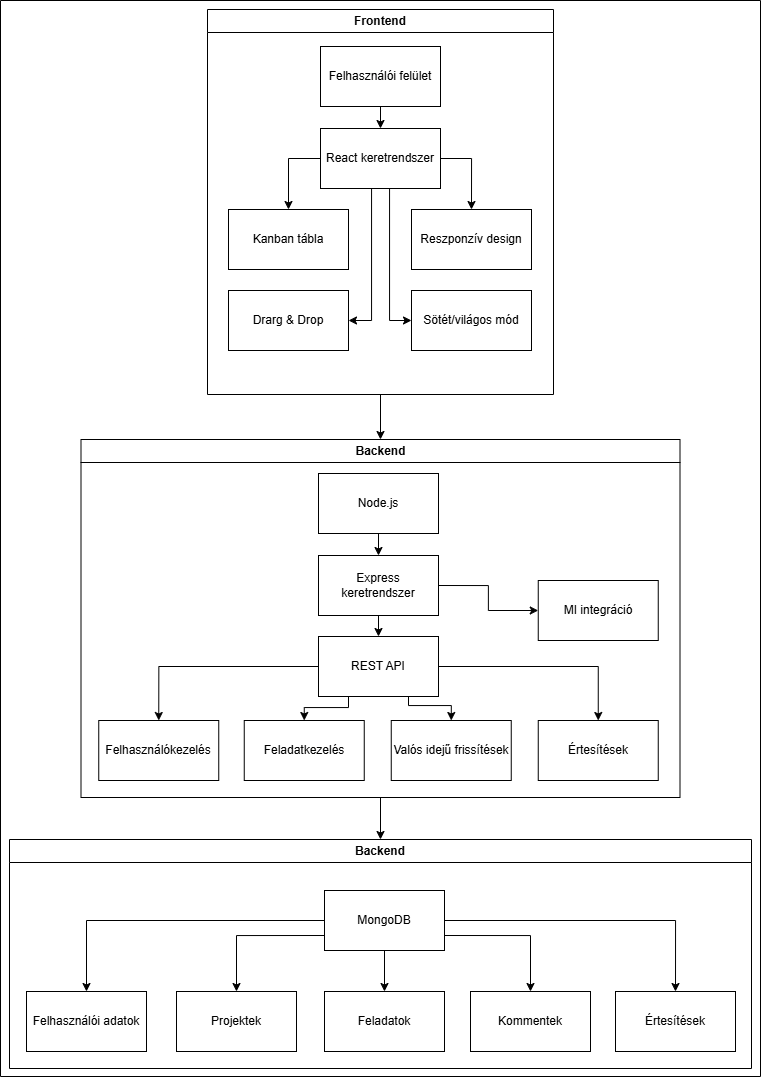 Frontend
Felhasználói felület
React keretrendszer
Kanban tábla
Reszponzív design
Drarg & Drop
Sötét/világos mód
Backend
Node.js
Express
keretrendszer
MI integráció
REST API
Felhasználókezelés
Feladatkezelés
Valós idejű frissítések
Értesítések
Backend
MongoDB
Felhasználói adatok
Projektek
Feladatok
Kommentek
Értesítések